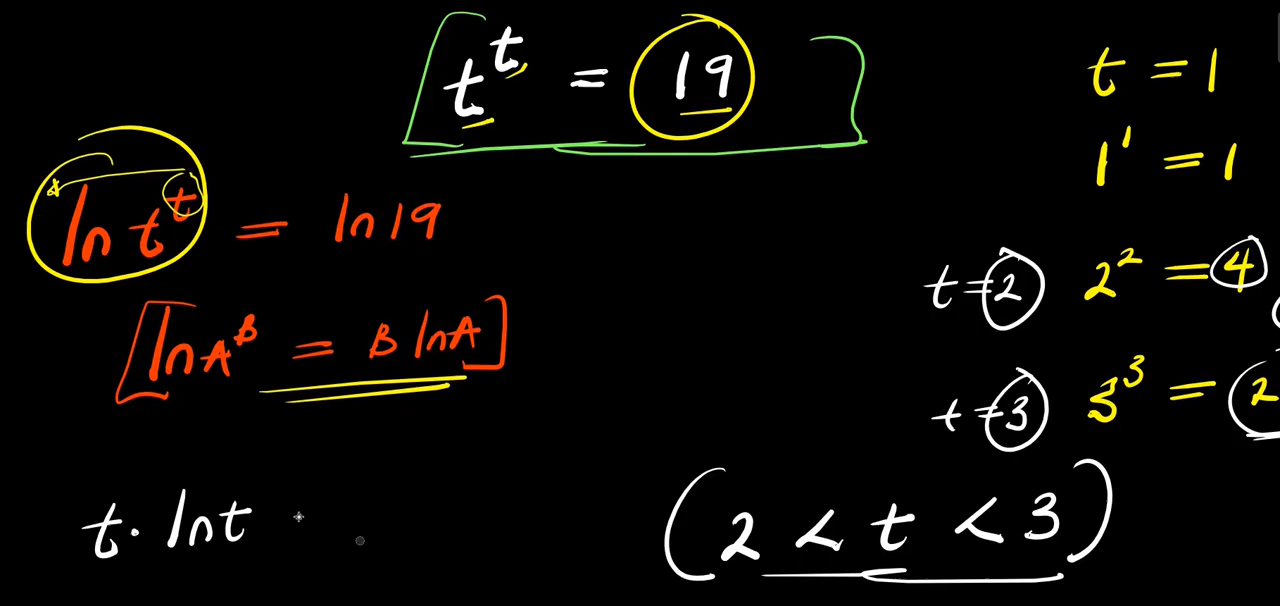 t^t = 19
ln t^t = ln 19
[ln A^B = B ln A]
t. ln t
t = 1
1^1 = 1
t=2 2^2 = 4
t=3 3^3 = 2
(2 < t < 3)